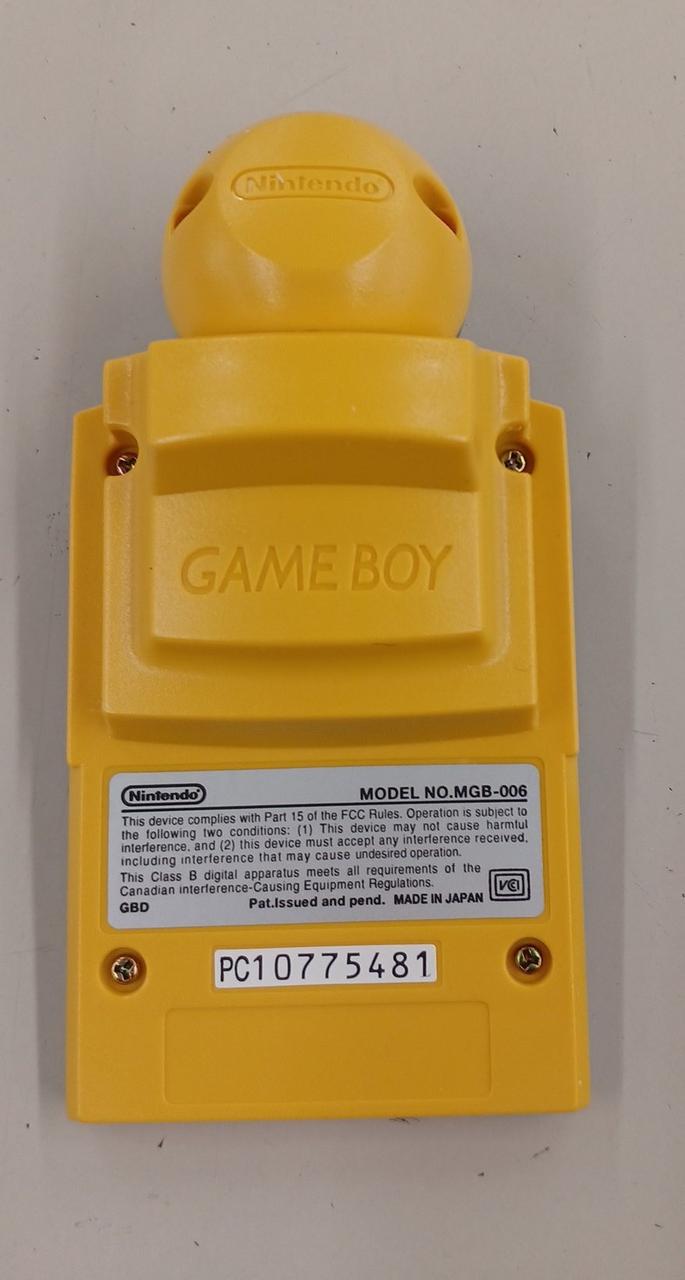 Nintendo
GAME BOY
Nintendo MODEL NO.MGB-006
This device complies with Part 15 of the FCC Rules. Operation is subject to
the following two conditions: (1) This device may not cause harmful
interference, and (2) this device must accept any interference received,
including interference that may cause undesired operation.
This Class B digital apparatus meets all requirements of the
Canadian interference-Causing Equipment Regulations.
VCI
GBD Pat.Issued and pend. MADE IN JAPAN
PC10775481